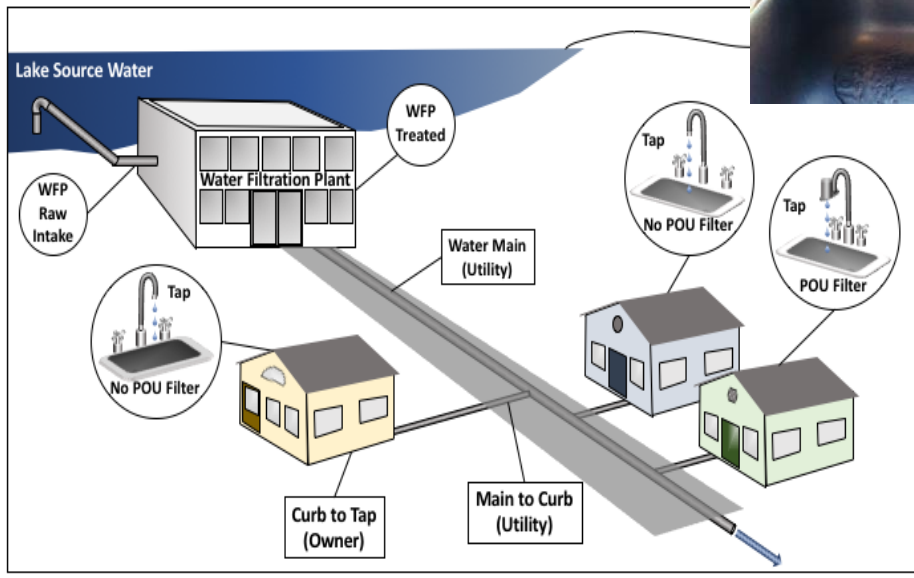 Lake Source Water
WFP
Treated
Water Filtration Plant
WFP
Raw
Intake
Tap
No POU Filter
Tap
POU Filter
Water Main
(Utility)
Tap
No POU Filter
Curb to Tap
(Owner)
Main to Curb
(Utility)